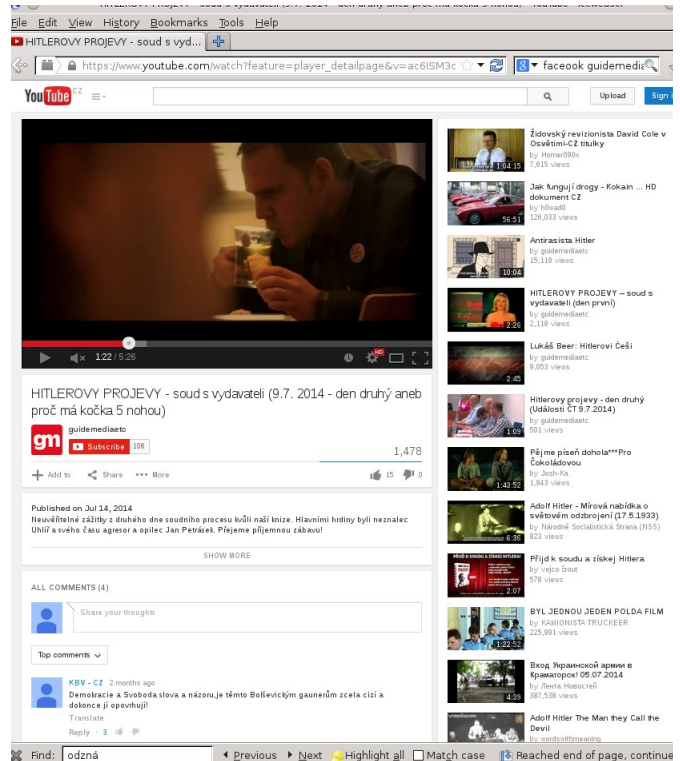 File Edit View History Bookmarks Tools Help
HITLEROVY PROJEVY - soud s vyd...
https://www.youtube.com/watch?feature=player_detailpage&v=ac6ISM3c
faceook guidemedia
YouTube CZ
Upload
Sign i
1:22 / 5:26
HD
HITLEROVY PROJEVY - soud s vydavateli (9.7. 2014 - den druhý aneb
proč má kočka 5 nohou)
gm
guidemediaetc
Subscribe 106
1,478
Add to Share More
15 0
Published on Jul 14, 2014
Neuvěřitelné zážitky z druhého dne soudního procesu kvůli naší knize. Hlavními hrdiny byli neznalec
Uhlíř a svého času agresor a opilec Jan Petrásek. Přejeme příjemnou zábavu!
SHOW MORE
ALL COMMENTS (4)
Share your thoughts
Top comments
KBV - CZ 2 months ago
Demokracie a Svoboda slova a názoru,je těmto Bolševickým gaunerům zcela cizí a
dokonce jí opovrhují!
Translate
Reply · 3
Židovský revizionista David Cole v
Osvětimi-CZ titulky
by Homer090x
7,615 views
1:04:15
Jak fungují drogy - Kokain ... HD
dokument CZ
by h0wad0
126,033 views
56:51
Antirasista Hitler
by guidemediaetc
15,119 views
10:04
HITLEROVY PROJEVY – soud s
vydavateli (den první)
by guidemediaetc
2,119 views
2:26
Lukáš Beer: Hitlerovi Češi
by guidemediaetc
9,053 views
2:45
Hitlerovy projevy - den druhý
(Události ČT 9.7.2014)
by guidemediaetc
501 views
1:09
Pějme píseň dohola***Pro
Čokoládovou
by Josh-Ka
1,943 views
1:43:52
Adolf Hitler - Mírová nabídka o
světovém odzbrojení (17.5.1933)
by Národně Socialistická Strana (NSS)
823 views
6:36
Přijd k soudu a získej Hitlera
by vejco žrout
578 views
2:07
BYL JEDNOU JEDEN POLDA FILM
by KAMIONISTA TRUCKEER
225,991 views
1:22:52
Вход Украинской армии в
Краматорск! 05.07.2014
by Лента Новостей
387,538 views
4:39
Adolf Hitler The Man they Call the
Devil
by wordswithmeaning
Find: odzná Previous Next Highlight all Match case Reached end of page, continue